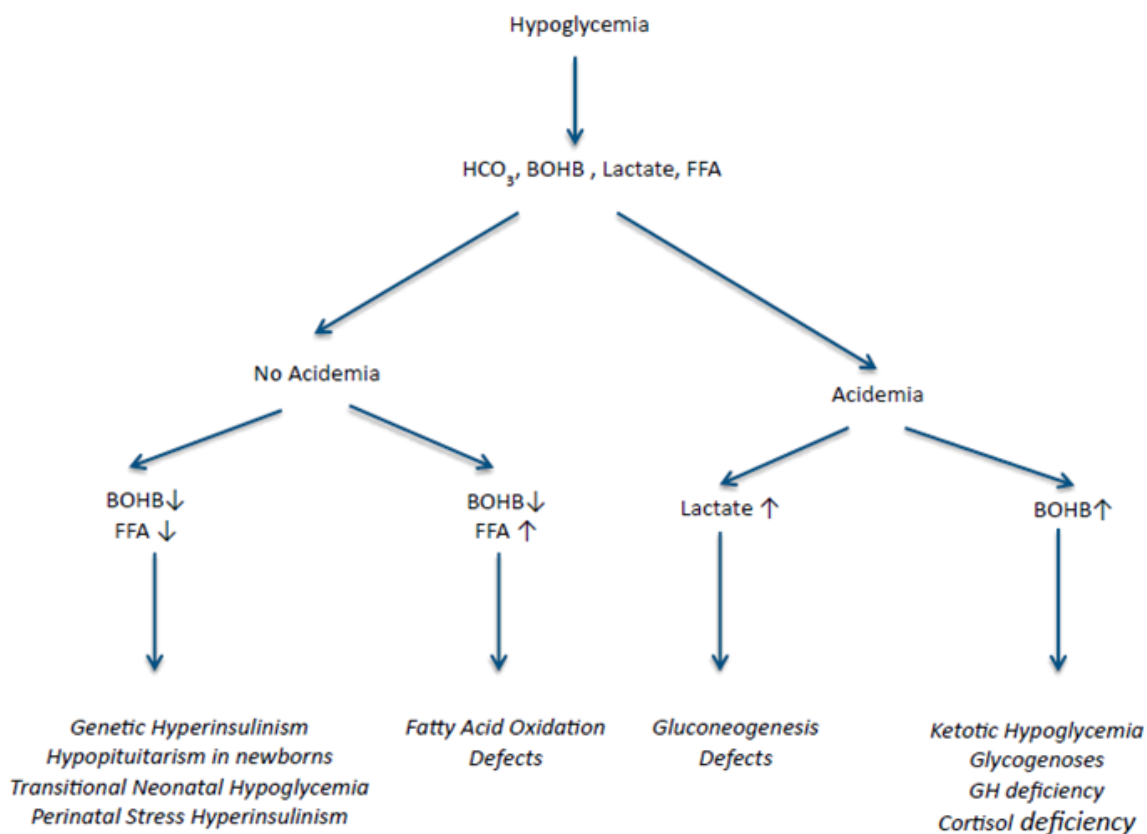 Hypoglycemia
HCO3, BOHB , Lactate, FFA
No Acidemia
Acidemia
BOHB↓
FFA ↓
BOHB↓
FFA ↑
Lactate ↑
BOHB↑
Genetic Hyperinsulinism
Hypopituitarism in newborns
Transitional Neonatal Hypoglycemia
Perinatal Stress Hyperinsulinism
Fatty Acid Oxidation
Defects
Gluconeogenesis
Defects
Ketotic Hypoglycemia
Glycogenoses
GH deficiency
Cortisol deficiency